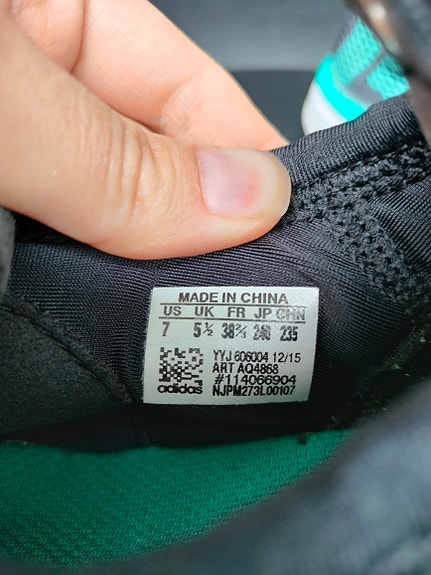 MADE IN CHINA
US UK FR JP CHN
7 5½ 38⅔ 240 235
YYJ 606004 12/15
ART AQ4868
#114066904
adidas NJPM273L00107